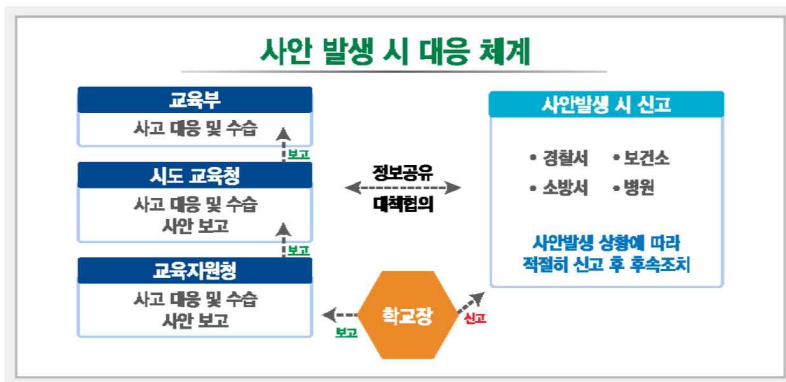 사안 발생 시 대응 체계
교육부
사고 대응 및 수습
보고
시도 교육청
사고 대응 및 수습
사안 보고
보고
교육지원청
사고 대응 및 수습
사안 보고
정보공유
대책협의
보고
학교장
신고
사안발생 시 신고
• 경찰서 • 보건소
• 소방서 • 병원
사안발생 상황에 따라
적절히 신고 후 후속조치